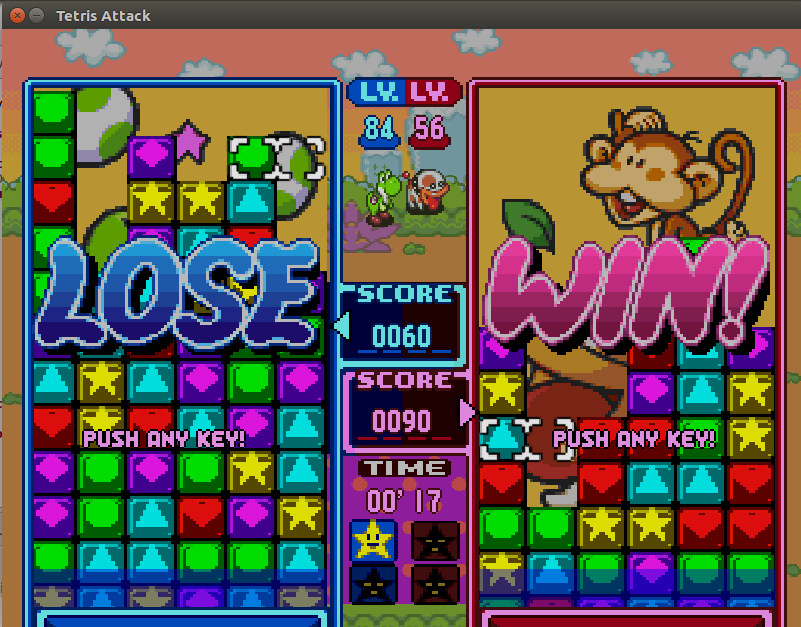 Tetris Attack
LV. LV.
84 56
LOSE
WIN!
SCORE
0060
SCORE
0090
PUSH ANY KEY!
PUSH ANY KEY!
TIME
00' 17